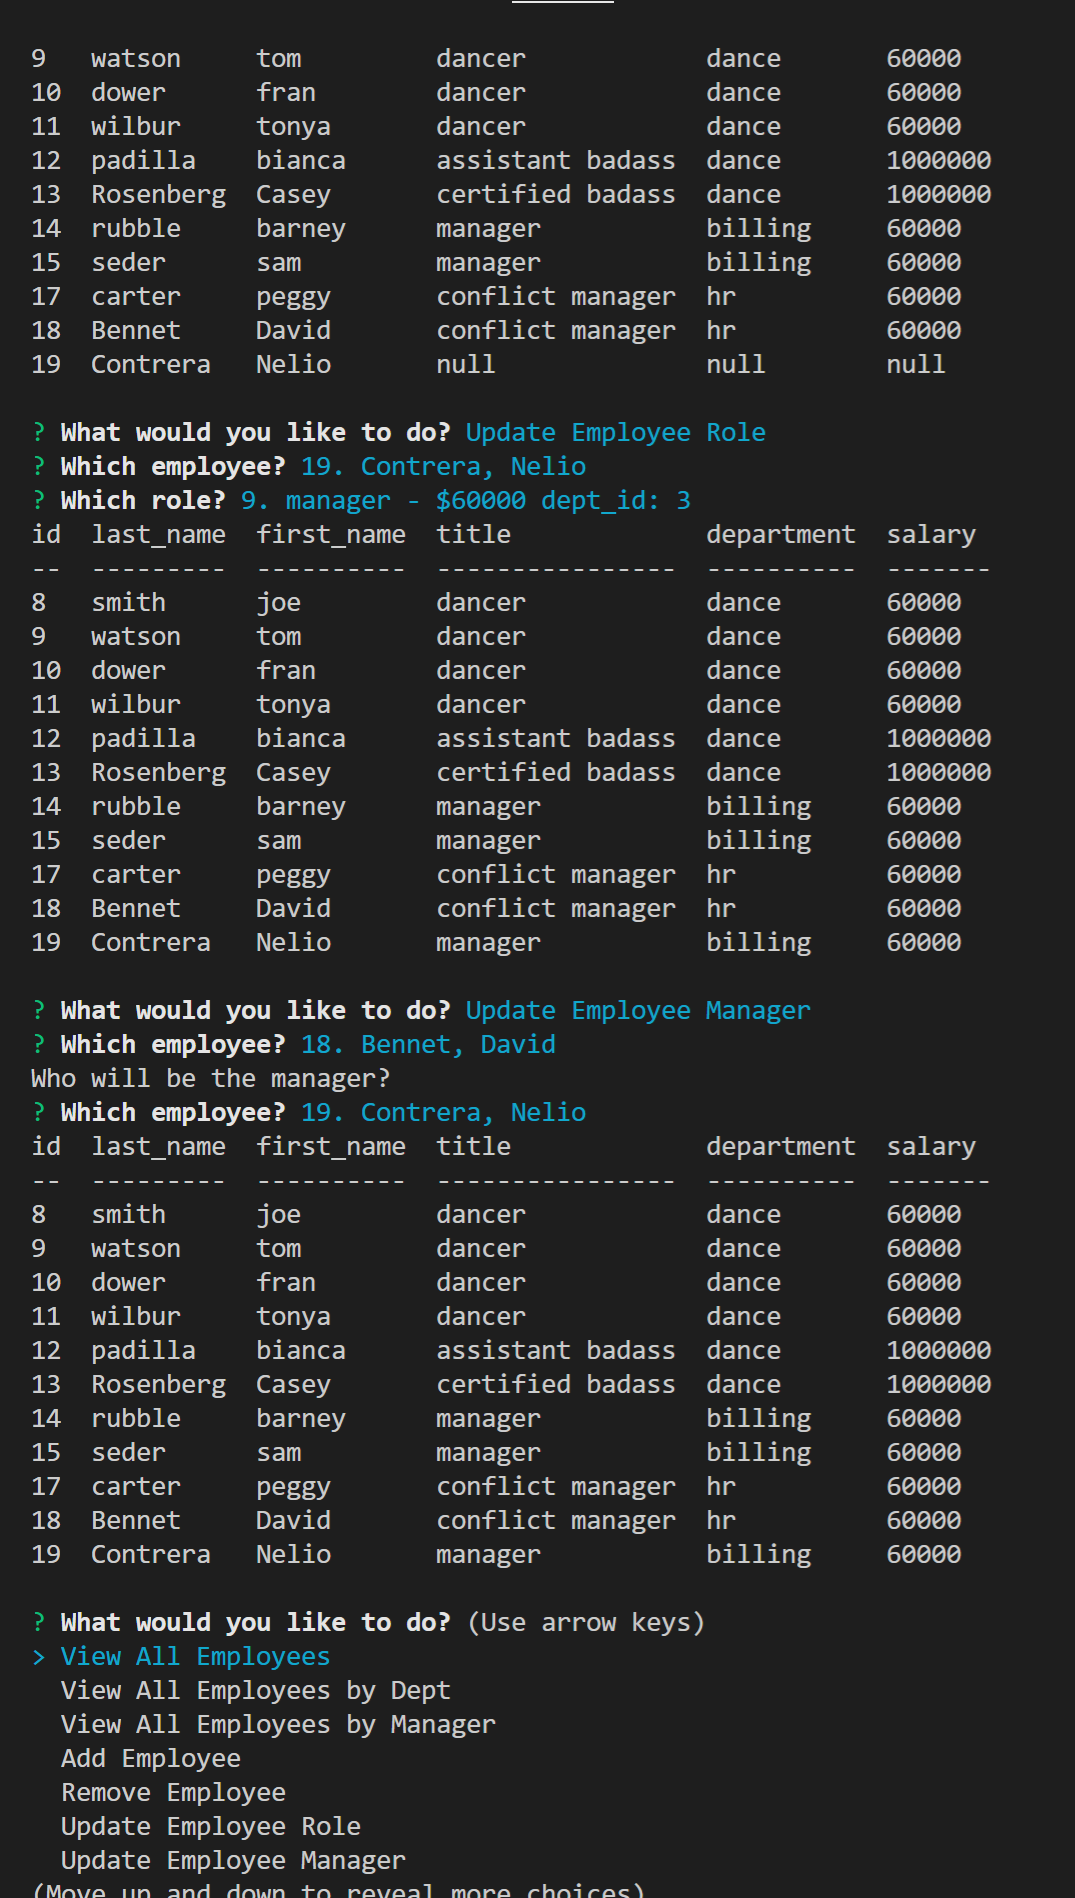 9   watson     tom         dancer            dance       60000
10  dower      fran        dancer            dance       60000
11  wilbur     tonya       dancer            dance       60000
12  padilla    bianca      assistant badass  dance       1000000
13  Rosenberg  Casey       certified badass  dance       1000000
14  rubble     barney      manager           billing     60000
15  seder      sam         manager           billing     60000
17  carter     peggy       conflict manager  hr          60000
18  Bennet     David       conflict manager  hr          60000
19  Contrera   Nelio       null              null        null
? What would you like to do? Update Employee Role
? Which employee? 19. Contrera, Nelio
? Which role? 9. manager - $60000 dept_id: 3
id  last_name  first_name  title             department  salary
--  ---------  ----------  ----------------  ----------  -------
8   smith      joe         dancer            dance       60000
9   watson     tom         dancer            dance       60000
10  dower      fran        dancer            dance       60000
11  wilbur     tonya       dancer            dance       60000
12  padilla    bianca      assistant badass  dance       1000000
13  Rosenberg  Casey       certified badass  dance       1000000
14  rubble     barney      manager           billing     60000
15  seder      sam         manager           billing     60000
17  carter     peggy       conflict manager  hr          60000
18  Bennet     David       conflict manager  hr          60000
19  Contrera   Nelio       manager           billing     60000
? What would you like to do? Update Employee Manager
? Which employee? 18. Bennet, David
Who will be the manager?
? Which employee? 19. Contrera, Nelio
id  last_name  first_name  title             department  salary
--  ---------  ----------  ----------------  ----------  -------
8   smith      joe         dancer            dance       60000
9   watson     tom         dancer            dance       60000
10  dower      fran        dancer            dance       60000
11  wilbur     tonya       dancer            dance       60000
12  padilla    bianca      assistant badass  dance       1000000
13  Rosenberg  Casey       certified badass  dance       1000000
14  rubble     barney      manager           billing     60000
15  seder      sam         manager           billing     60000
17  carter     peggy       conflict manager  hr          60000
18  Bennet     David       conflict manager  hr          60000
19  Contrera   Nelio       manager           billing     60000
? What would you like to do? (Use arrow keys)
> View All Employees
  View All Employees by Dept
  View All Employees by Manager
  Add Employee
  Remove Employee
  Update Employee Role
  Update Employee Manager
(Move up and down to reveal more choices)